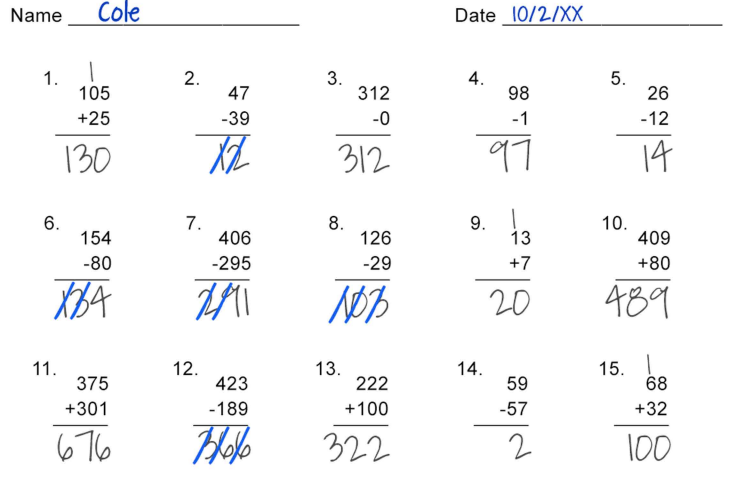 Name Cole Date 10/2/XX
1. 2. 3. 4. 5.
1
105 47 312 98 26
+25 -39 -0 -1 -12
130 12 312 97 14
6. 7. 8. 9. 10.
1
154 406 126 13 409
-80 -295 -29 +7 +80
134 291 103 20 489
11. 12. 13. 14. 15.
1
375 423 222 59 68
+301 -189 +100 -57 +32
676 366 322 2 100